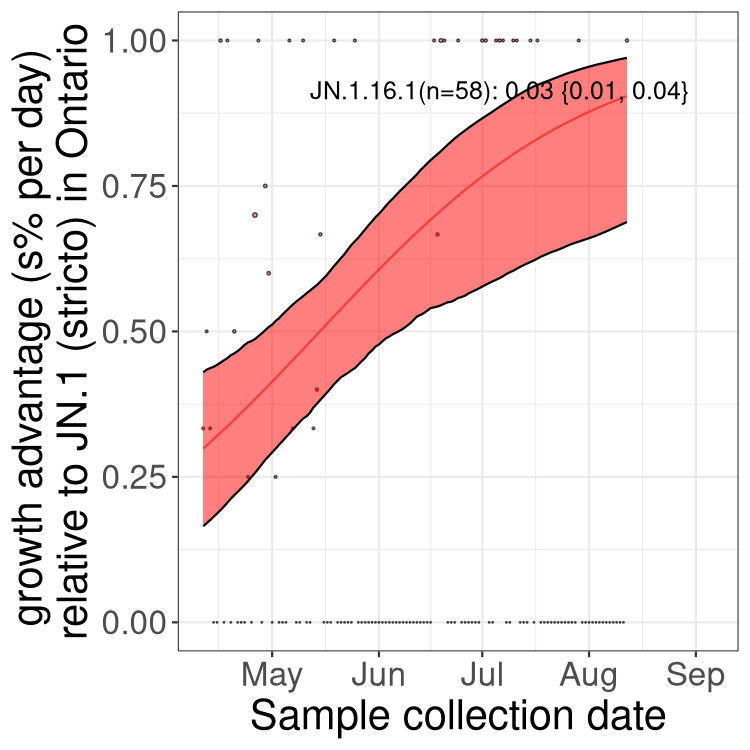 growth advantage (s% per day)
relative to JN.1 (stricto) in Ontario
1.00
0.75
0.50
0.25
0.00
JN.1.16.1(n=58): 0.03 {0.01, 0.04}
May Jun Jul Aug Sep
Sample collection date